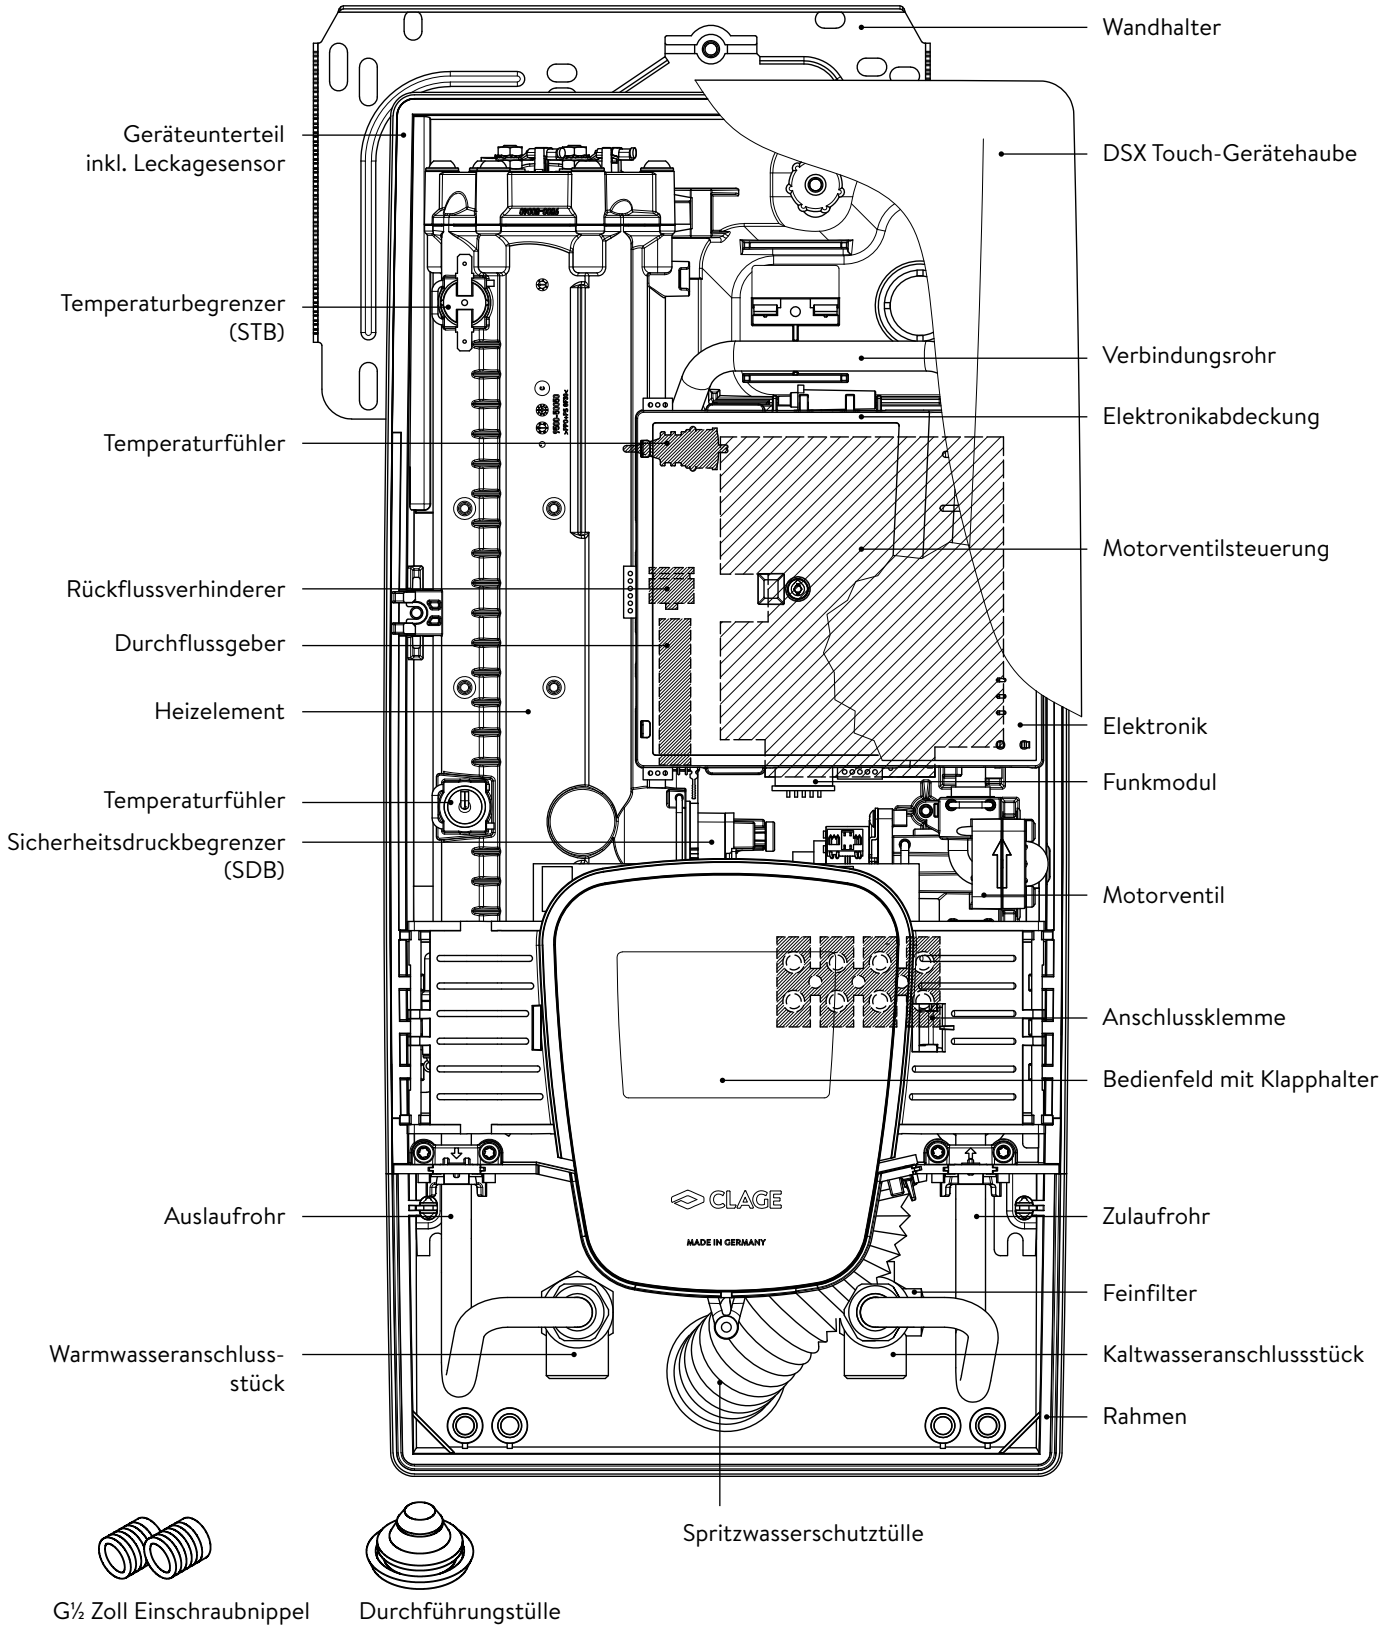 Wandhalter
Geräteunterteil
inkl. Leckagesensor
DSX Touch-Gerätehaube
Temperaturbegrenzer
(STB)
Verbindungsrohr
Elektronikabdeckung
Temperaturfühler
Motorventilsteuerung
Rückflussverhinderer
Durchflussgeber
Heizelement
Elektronik
Funkmodul
Temperaturfühler
Sicherheitsdruckbegrenzer
(SDB)
Motorventil
Anschlussklemme
Bedienfeld mit Klapphalter
CLAGE
MADE IN GERMANY
Auslaufrohr
Zulaufrohr
Feinfilter
Warmwasseranschluss-
stück
Kaltwasseranschlussstück
Rahmen
Spritzwasserschutztülle
G½ Zoll Einschraubnippel
Durchführungstülle